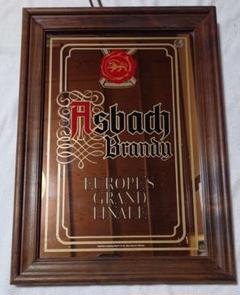 Asbach
Brandy
EUROPE'S
GRAND
FINALE